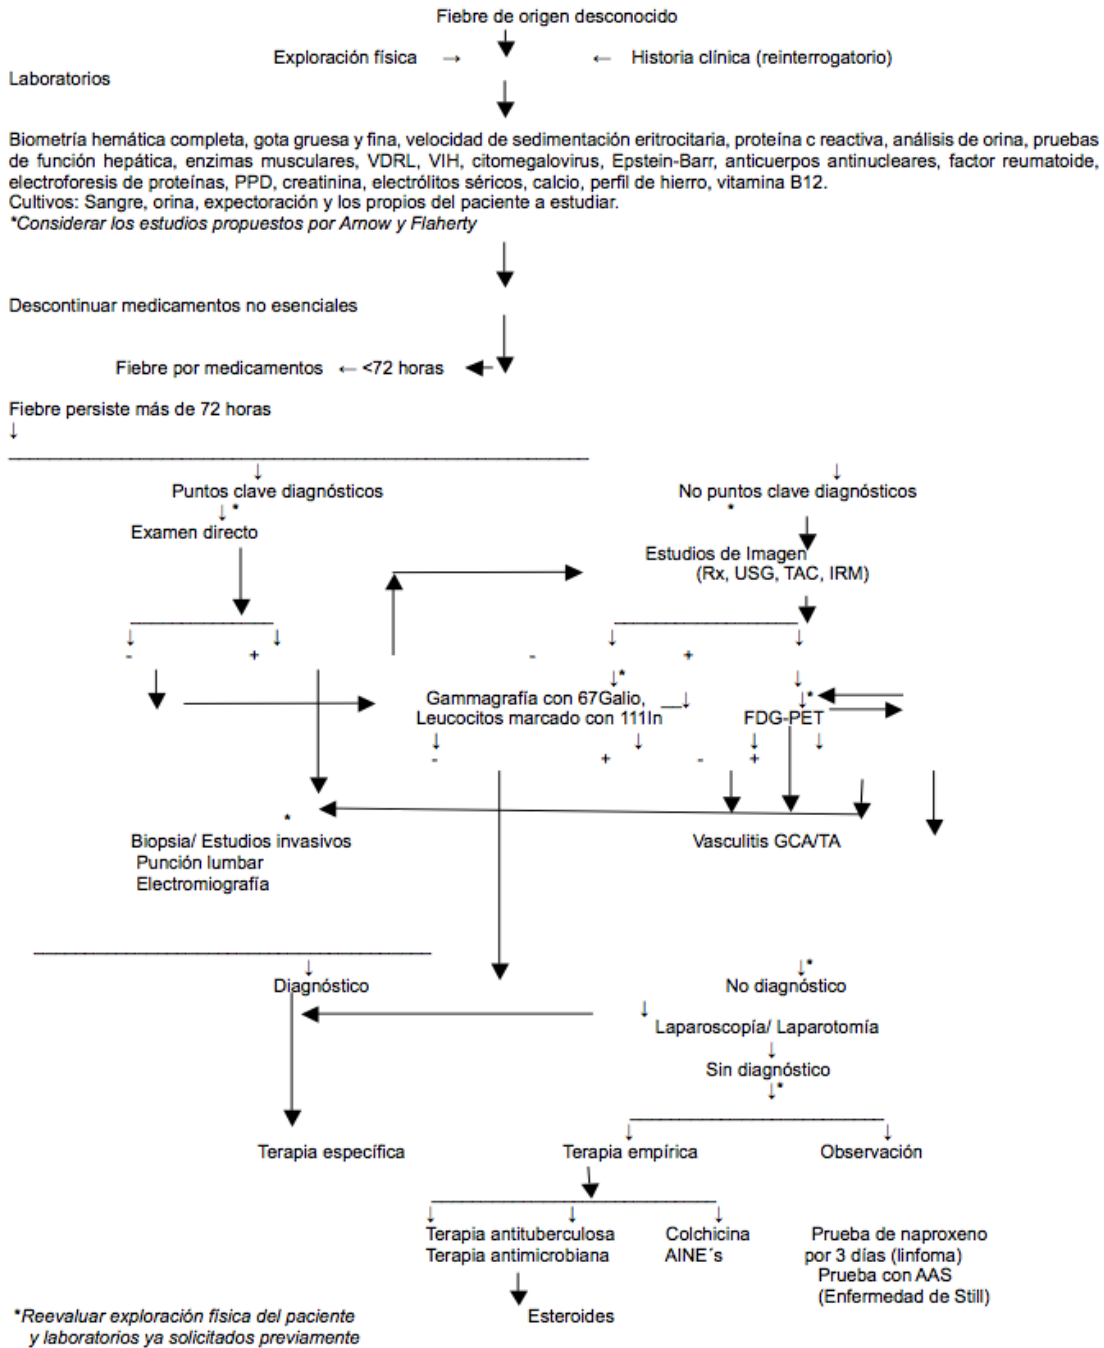 Fiebre de origen desconocido
Exploración física → ← Historia clínica (reinterrogatorio)
Laboratorios
Biometría hemática completa, gota gruesa y fina, velocidad de sedimentación eritrocitaria, proteína c reactiva, análisis de orina, pruebas
de función hepática, enzimas musculares, VDRL, VIH, citomegalovirus, Epstein-Barr, anticuerpos antinucleares, factor reumatoide,
electroforesis de proteínas, PPD, creatinina, electrólitos séricos, calcio, perfil de hierro, vitamina B12.
Cultivos: Sangre, orina, expectoración y los propios del paciente a estudiar.
*Considerar los estudios propuestos por Arnow y Flaherty
Descontinuar medicamentos no esenciales
Fiebre por medicamentos ← <72 horas
Fiebre persiste más de 72 horas
↓
↓ ↓
Puntos clave diagnósticos No puntos clave diagnósticos
↓* *
Examen directo
Estudios de Imagen
(Rx, USG, TAC, IRM)
↓ ↓ ↓ ↓
- + - +
↓* ↓
Gammagrafía con 67Galio, ↓ ↓*
Leucocitos marcado con 111In FDG-PET
↓ ↓ ↓ ↓
- + - +
*
Biopsia/ Estudios invasivos Vasculitis GCA/TA
Punción lumbar
Electromiografía
↓ ↓*
Diagnóstico No diagnóstico
↓
Laparoscopía/ Laparotomía
↓
Sin diagnóstico
↓*
↓ ↓
Terapia específica Terapia empírica Observación
↓ ↓ ↓
Terapia antituberculosa Colchicina Prueba de naproxeno
Terapia antimicrobiana AINE´s por 3 días (linfoma)
Prueba con AAS
(Enfermedad de Still)
Esteroides
*Reevaluar exploración física del paciente
y laboratorios ya solicitados previamente